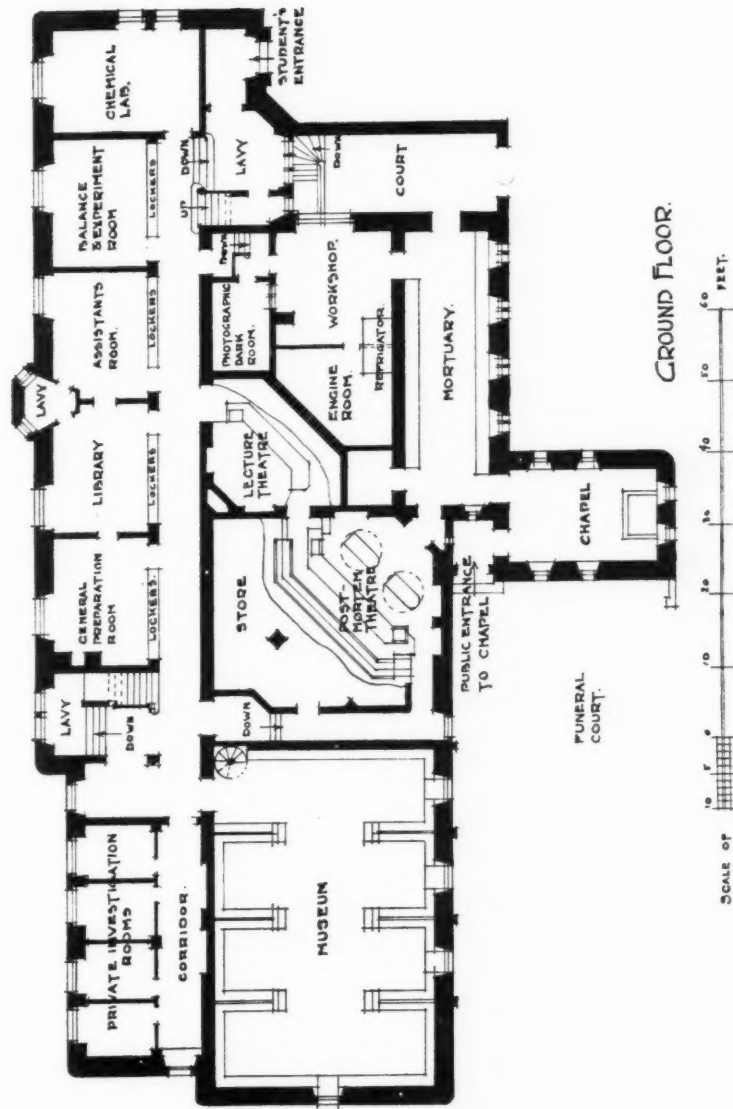 CHEMICAL
LAB.
STUDENT'S
ENTRANCE
BALANCE
& EXPERIMENT
ROOM
LOCKERS
DOWN
UP
LAVY
DOWN
COURT
ASSISTANTS
ROOM.
LOCKERS
DOWN
PHOTOGRAPHIC
DARK
ROOM.
WORKSHOP.
ENGINE
ROOM.
REFRIGATOR.
MORTUARY.
LAVY
LIBRARY
LOCKERS
LECTURE
THEATRE
GENERAL
PREPARATION
ROOM
LOCKERS.
STORE
POST-
MORTEM
THEATRE
CHAPEL
PUBLIC ENTRANCE
TO CHAPEL
LAVY
DOWN
DOWN
FUNERAL
COURT.
PRIVATE INVESTIGATION
ROOMS
CORRIDOR.
MUSEUM
GROUND FLOOR.
SCALE OF
10 5 0 10 20 30 40 50 60 FEET.